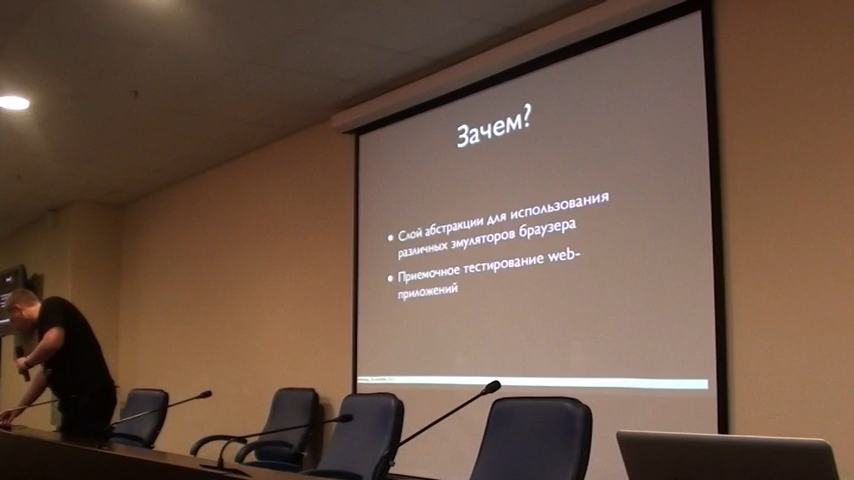 Зачем?
Слой абстракции для использования
различных эмуляторов браузера
Приемочное тестирование web-
приложений